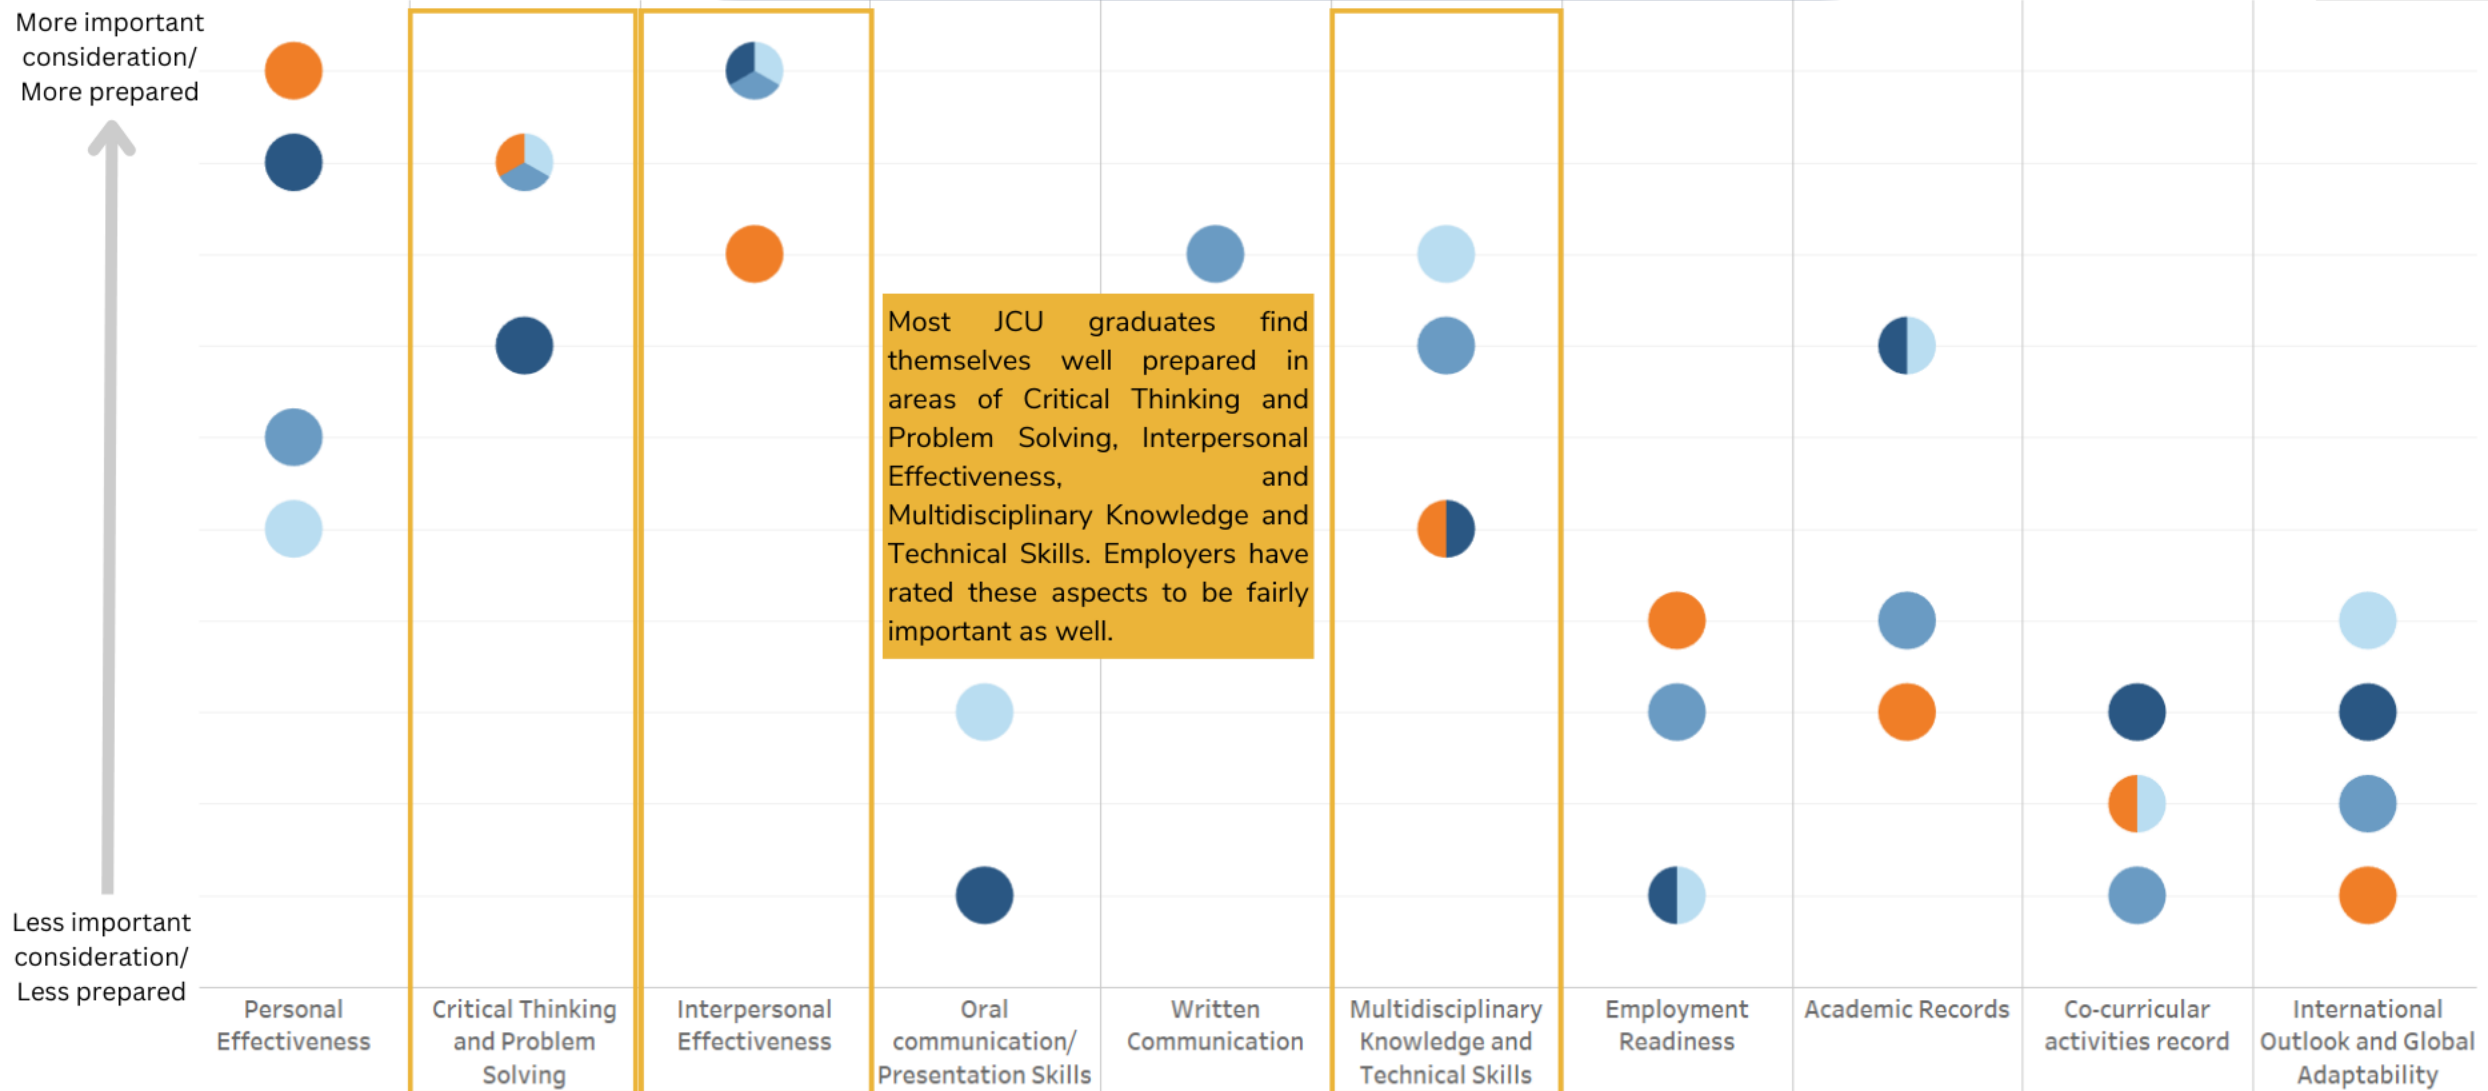 More important
consideration/
More prepared
Most JCU graduates find
themselves well prepared in
areas of Critical Thinking and
Problem Solving, Interpersonal
Effectiveness, and
Multidisciplinary Knowledge and
Technical Skills. Employers have
rated these aspects to be fairly
important as well.
Less important
consideration/
Less prepared
Personal
Effectiveness
Critical Thinking
and Problem
Solving
Interpersonal
Effectiveness
Oral
communication/
Presentation Skills
Written
Communication
Multidisciplinary
Knowledge and
Technical Skills
Employment
Readiness
Academic Records
Co-curricular
activities record
International
Outlook and Global
Adaptability